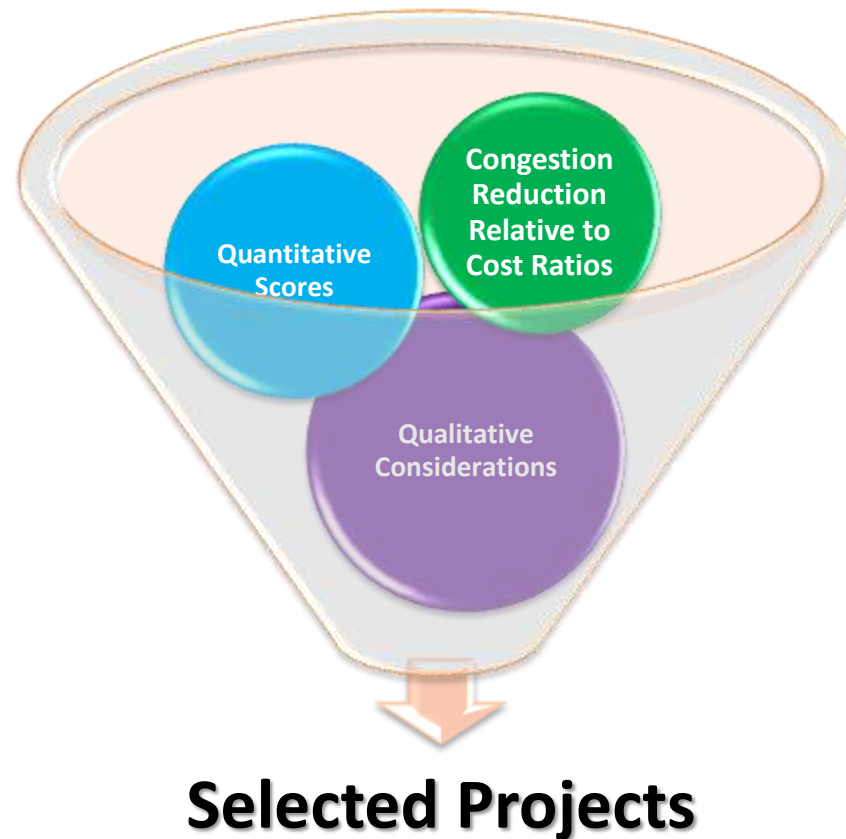 Congestion
Reduction
Relative to
Cost Ratios
Quantitative
Scores
Qualitative
Considerations
Selected Projects